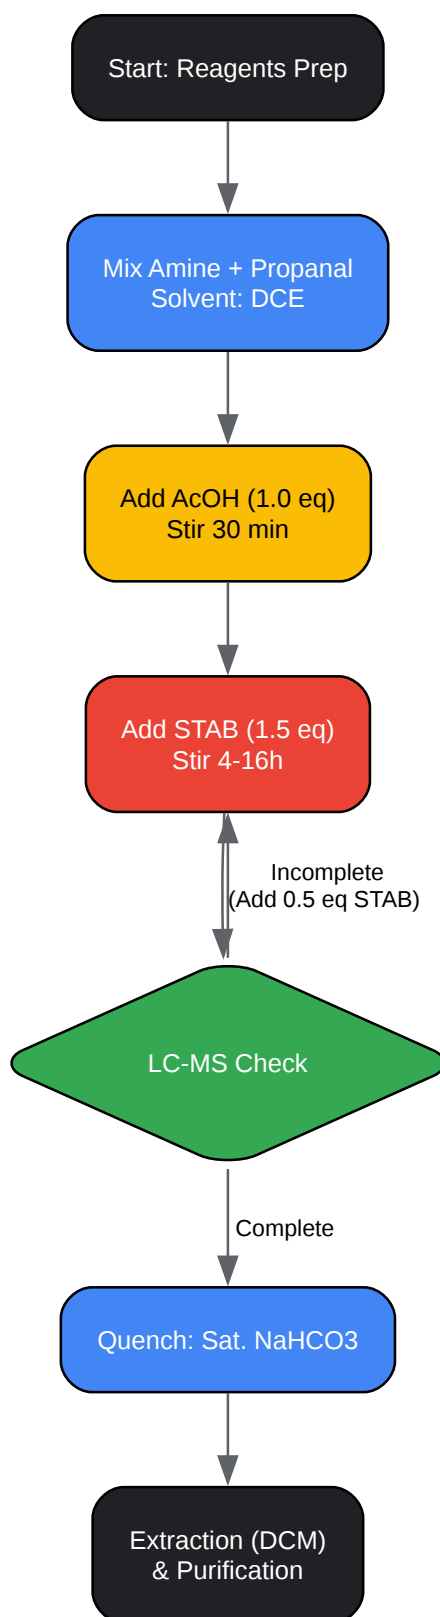 Start: Reagents Prep
Mix Amine + Propanal
Solvent: DCE
Add AcOH (1.0 eq)
Stir 30 min
Add STAB (1.5 eq)
Stir 4-16h
Incomplete
(Add 0.5 eq STAB)
LC-MS Check
Complete
Quench: Sat. NaHCO3
Extraction (DCM)
& Purification